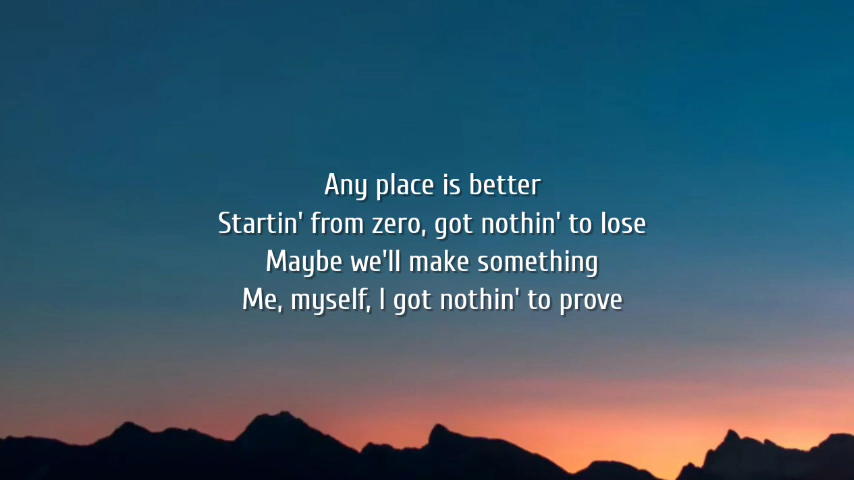 Any place is better
Startin' from zero, got nothin' to lose
Maybe we'll make something
Me, myself, I got nothin' to prove